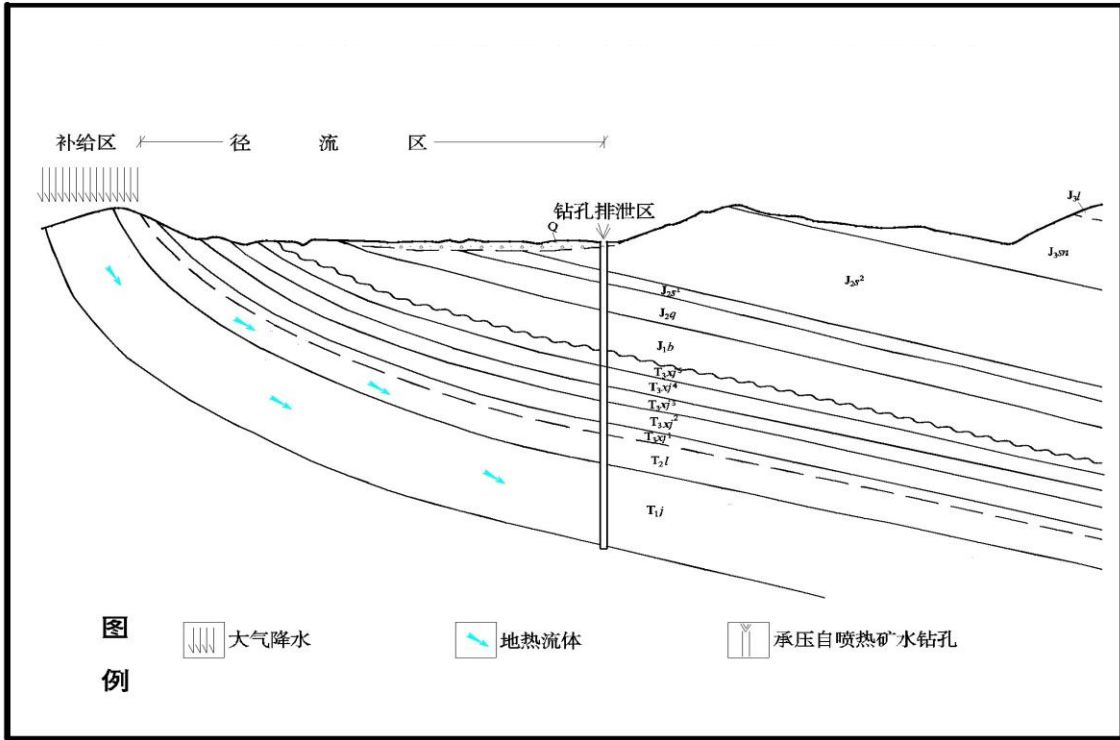 补给区 径流区
钻孔排泄区
Q
J₃l
J₃sn
J₂s²
J₂s¹
J₂q
J₁b
T₃xj⁵
T₃xj⁴
T₃xj³
T₃xj²
T₃xj¹
T₂l
T₁j
图例
大气降水 地热流体 承压自喷热矿水钻孔